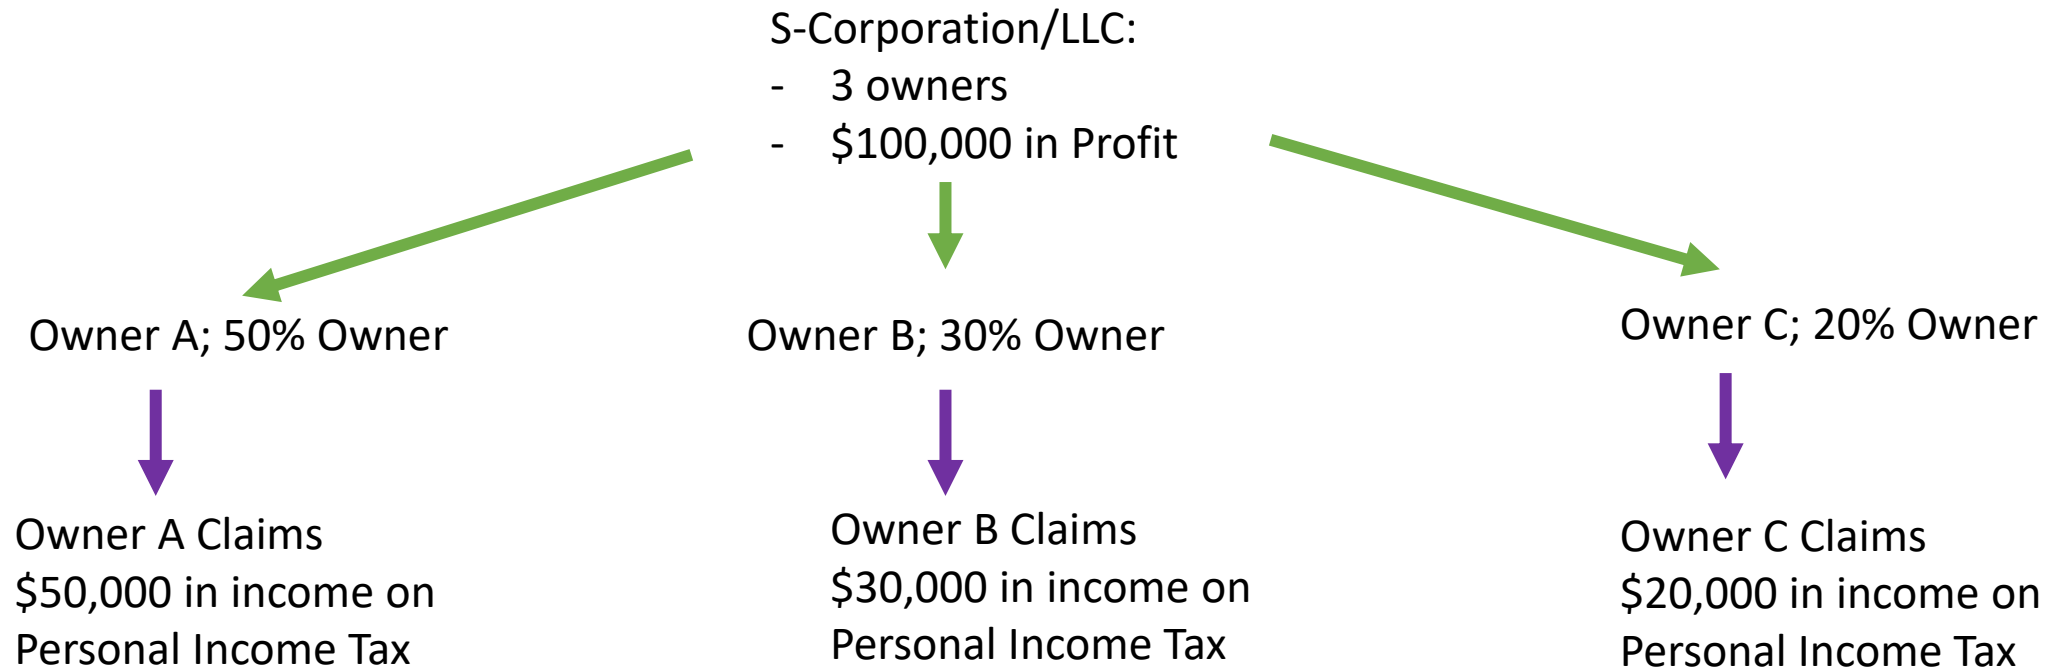 S-Corporation/LLC:
- 3 owners
- $100,000 in Profit
Owner A; 50% Owner
Owner B; 30% Owner
Owner C; 20% Owner
Owner A Claims
$50,000 in income on
Personal Income Tax
Owner B Claims
$30,000 in income on
Personal Income Tax
Owner C Claims
$20,000 in income on
Personal Income Tax